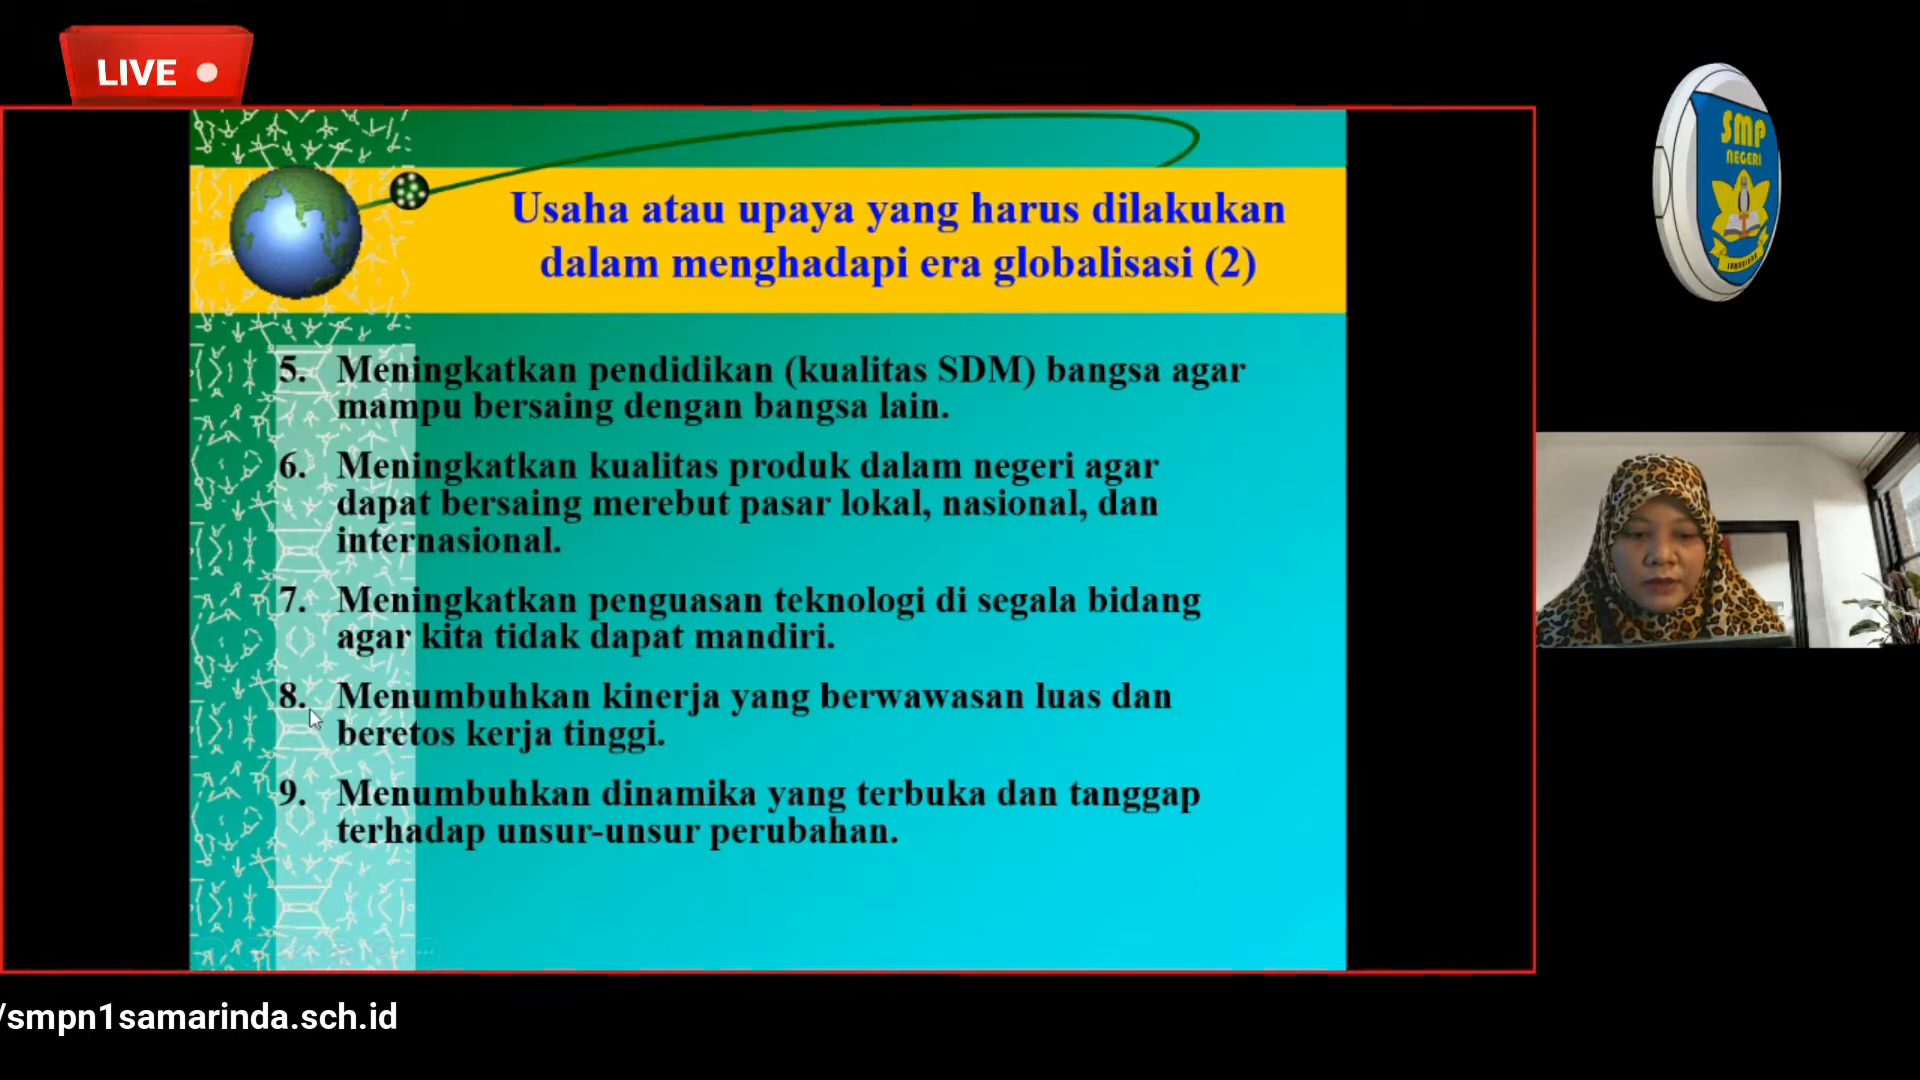 LIVE
SMP
NEGERI
SAMARINDA
Usaha atau upaya yang harus dilakukan
dalam menghadapi era globalisasi (2)
5. Meningkatkan pendidikan (kualitas SDM) bangsa agar
mampu bersaing dengan bangsa lain.
6. Meningkatkan kualitas produk dalam negeri agar
dapat bersaing merebut pasar lokal, nasional, dan
internasional.
7. Meningkatkan penguasan teknologi di segala bidang
agar kita tidak dapat mandiri.
8. Menumbuhkan kinerja yang berwawasan luas dan
beretos kerja tinggi.
9. Menumbuhkan dinamika yang terbuka dan tanggap
terhadap unsur-unsur perubahan.
/smpn1samarinda.sch.id